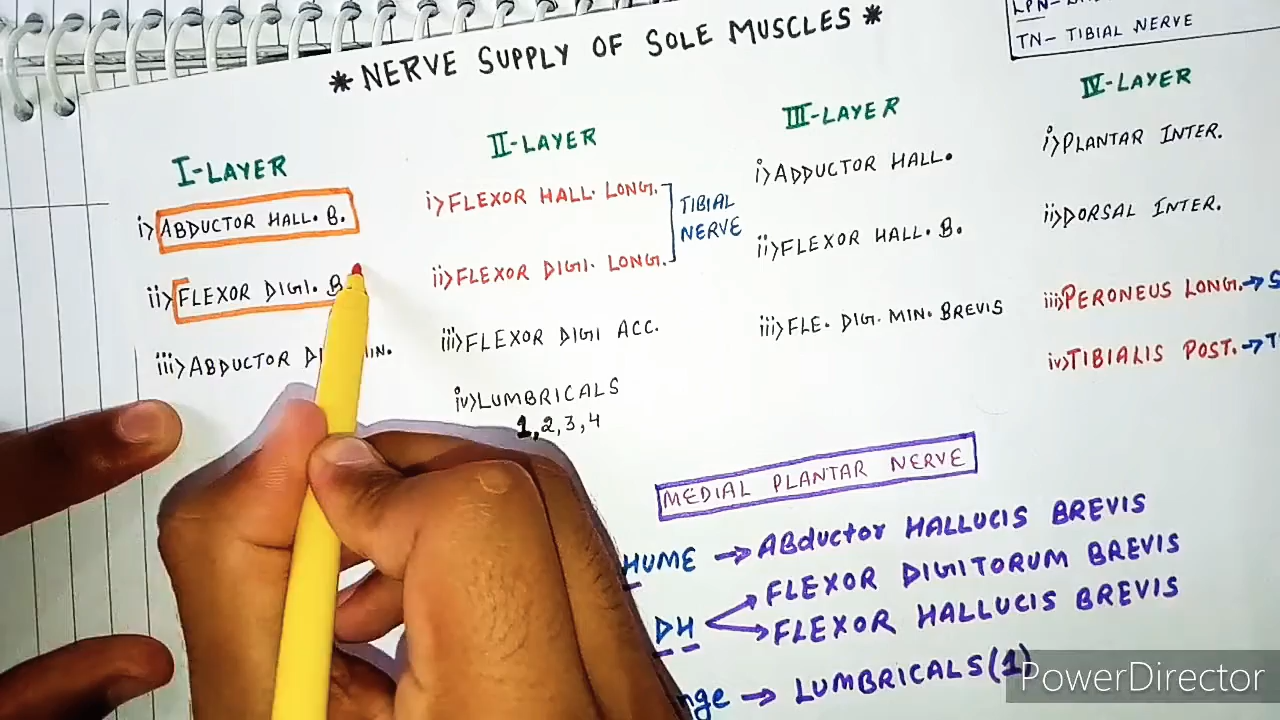 * NERVE SUPPLY OF SOLE MUSCLES *
LPN-
TN- TIBIAL NERVE
I-LAYER
i) ABDUCTOR HALL. B.
ii) FLEXOR DIGI. B
iii) ABDUCTOR
II-LAYER
i) FLEXOR HALL. LONG.
ii) FLEXOR DIGI. LONG.
TIBIAL
NERVE
iii) FLEXOR DIGI ACC.
iv) LUMBRICALS
1, 2, 3, 4
III-LAYER
i) ADDUCTOR HALL.
ii) FLEXOR HALL. B.
iii) FLE. DIG. MIN. BREVIS
IV-LAYER
i) PLANTAR INTER.
ii) DORSAL INTER.
iii) PERONEUS LONG. →
iv) TIBIALIS POST. →
MEDIAL PLANTAR NERVE
HUME → ABductor HALLUCIS BREVIS
DH → FLEXOR DIGITORUM BREVIS
→ FLEXOR HALLUCIS BREVIS
nge → LUMBRICALS (1)
PowerDirector